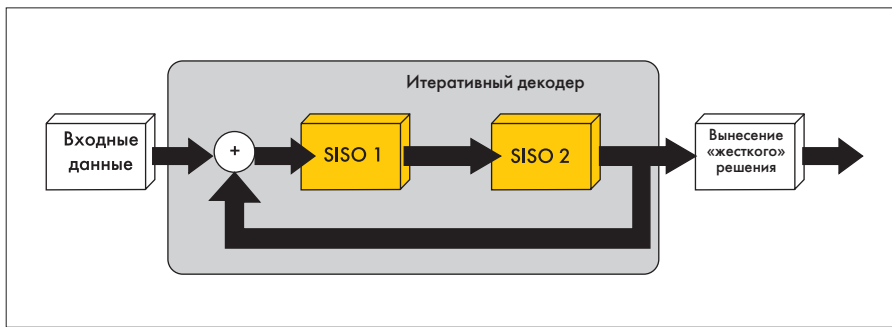 Итеративный декодер
Входные
данные
+
SISO 1
SISO 2
Вынесение
«жесткого»
решения